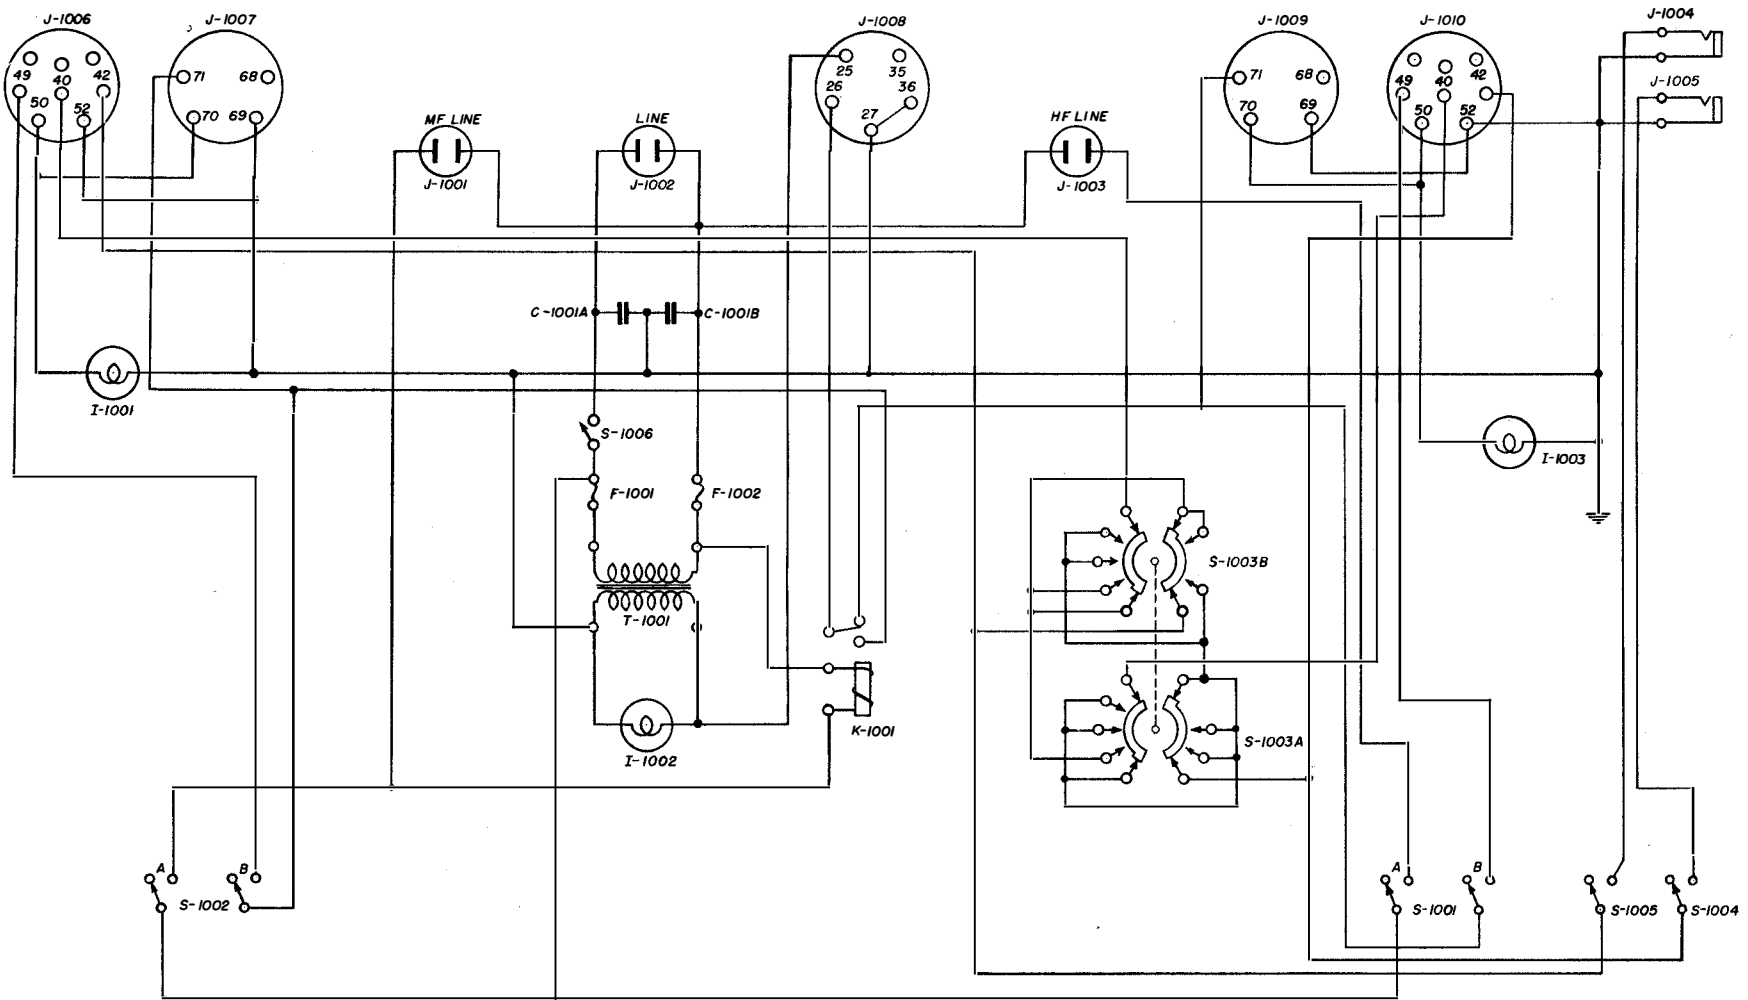 J-1006
J-1007
J-1008
J-1009
J-1010
J-1004
49
40
42
50
52
71
68
70
69
25
35
26
36
27
71
68
70
69
49
40
42
50
52
J-1005
MF LINE
J-1001
LINE
J-1002
HF LINE
J-1003
C-1001A
C-1001B
I-1001
S-1006
I-1003
F-1001
F-1002
S-1003B
T-1001
K-1001
S-1003A
I-1002
A
B
S-1002
A
B
S-1001
S-1005
S-1004